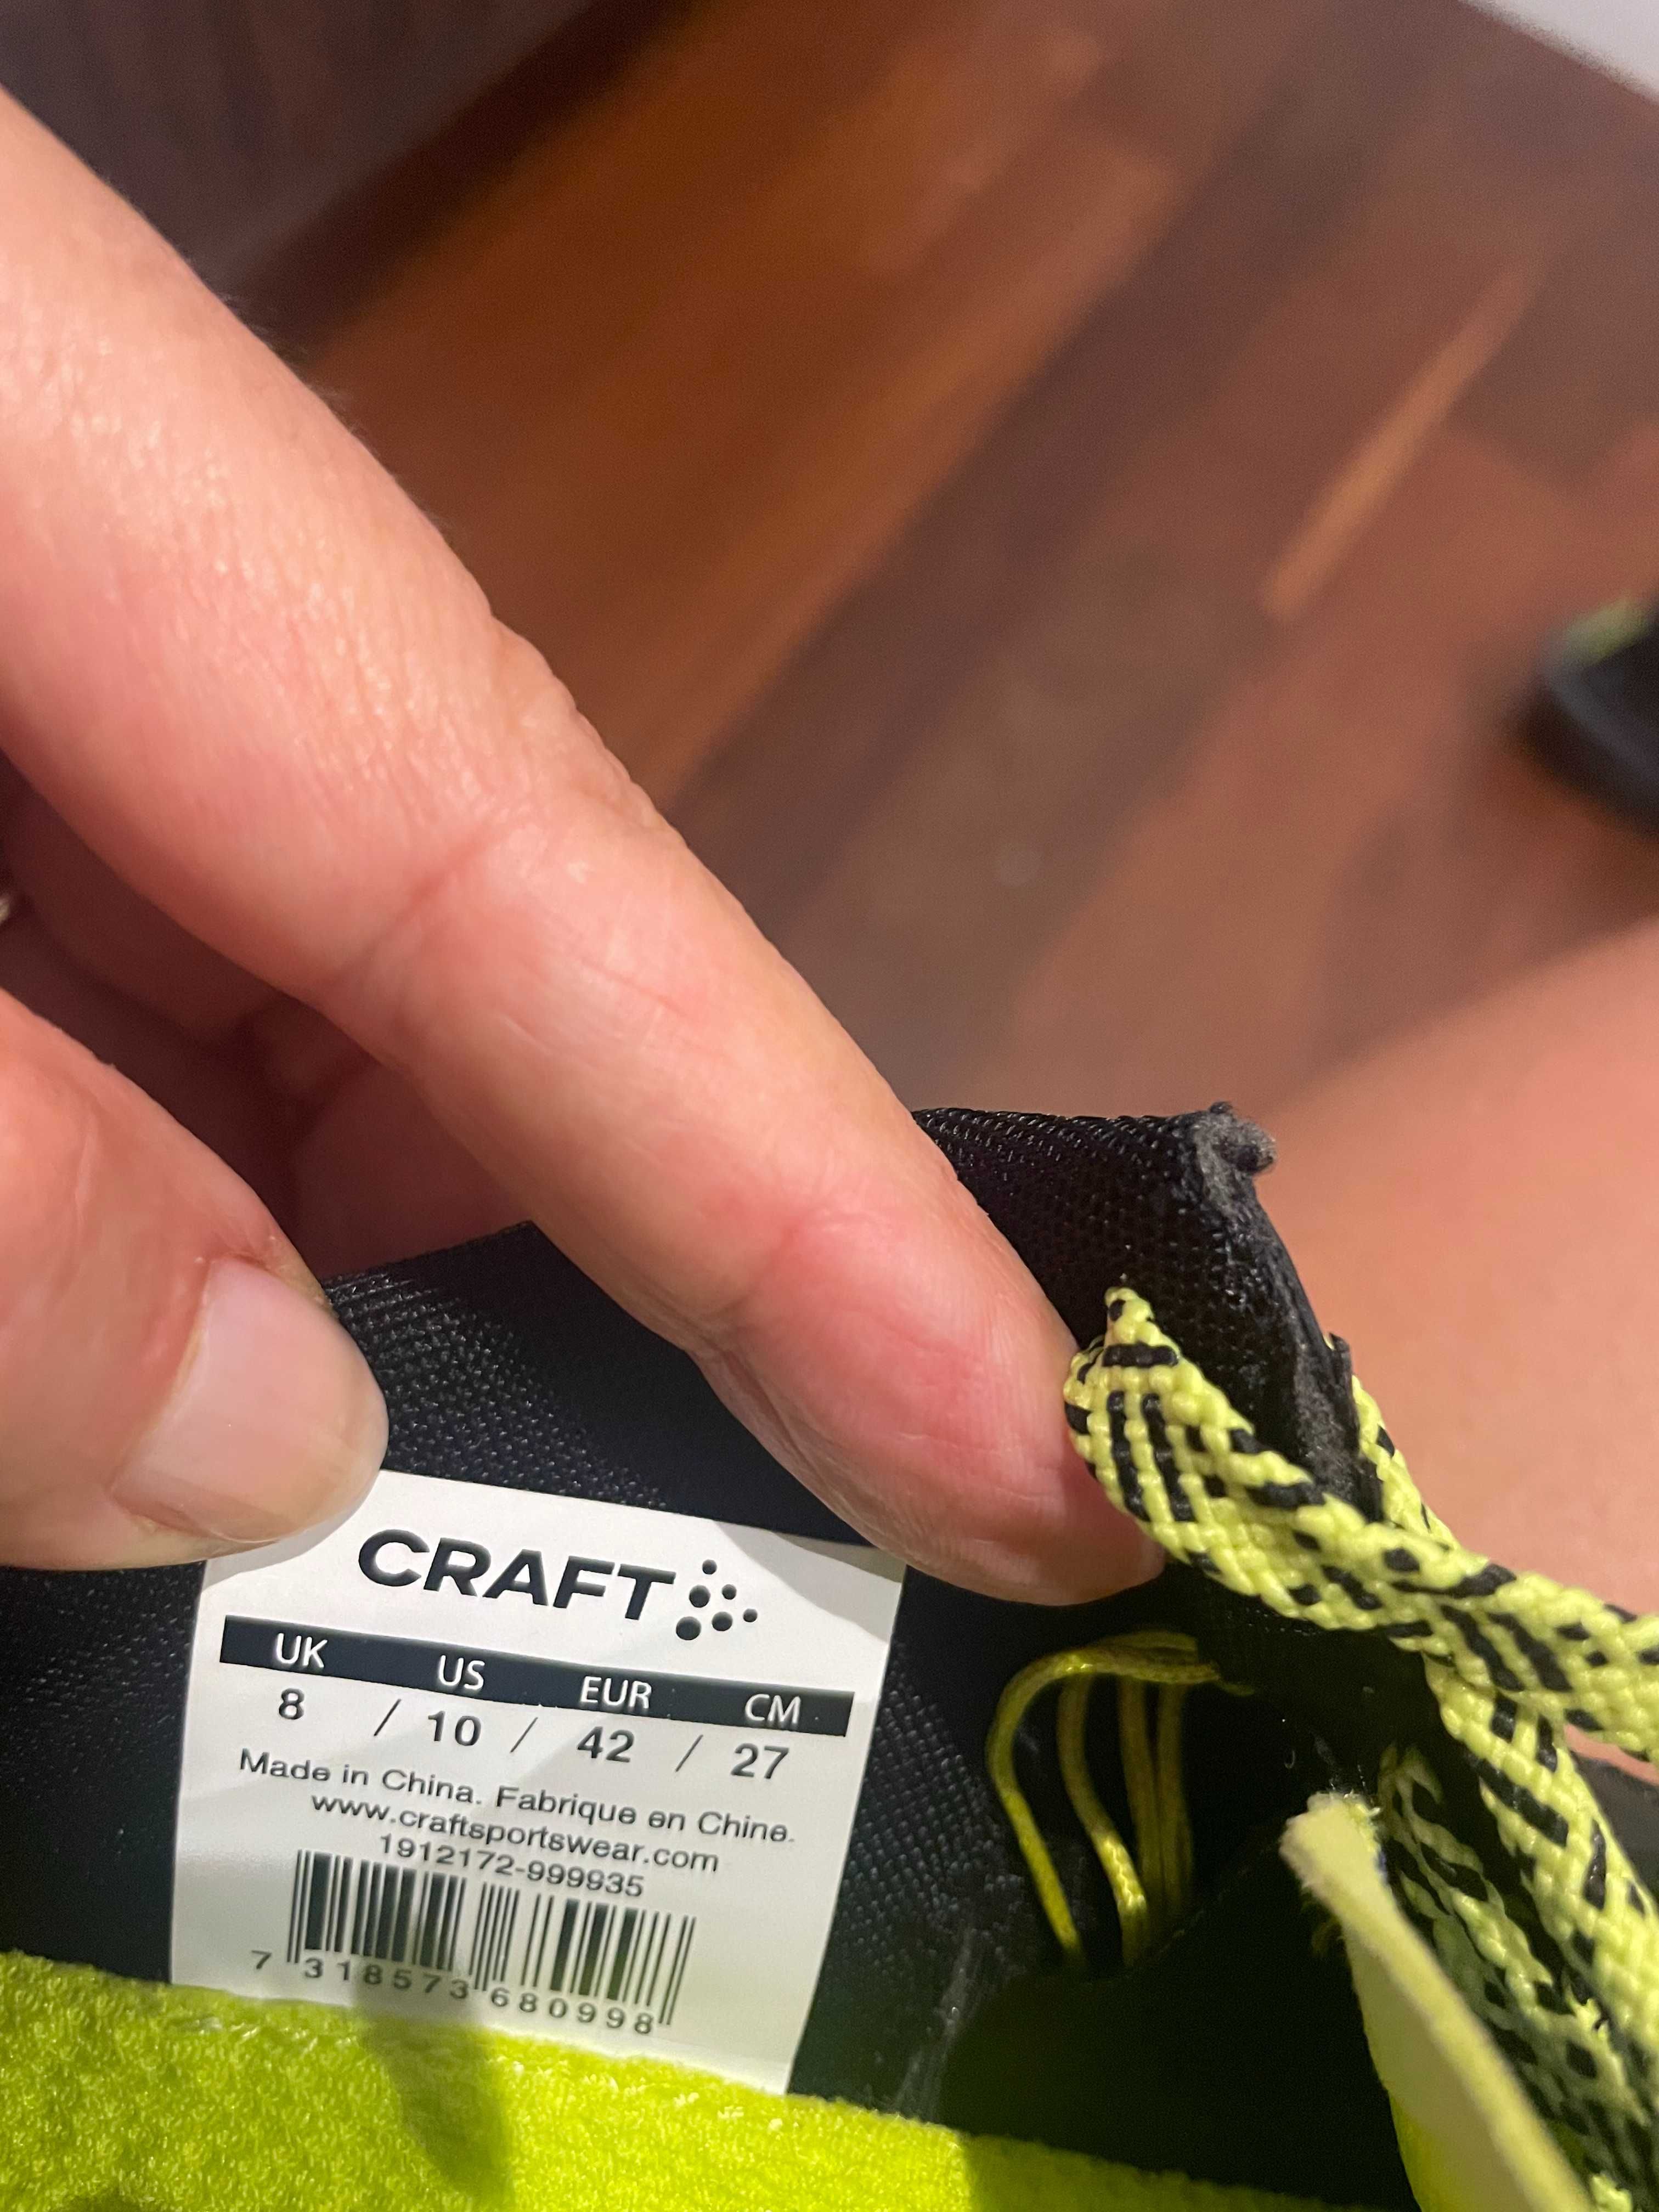 CRAFT
UK US EUR CM
8 / 10 / 42 / 27
Made in China. Fabrique en Chine.
www.craftsportswear.com
1912172-999935
7 318573 680998